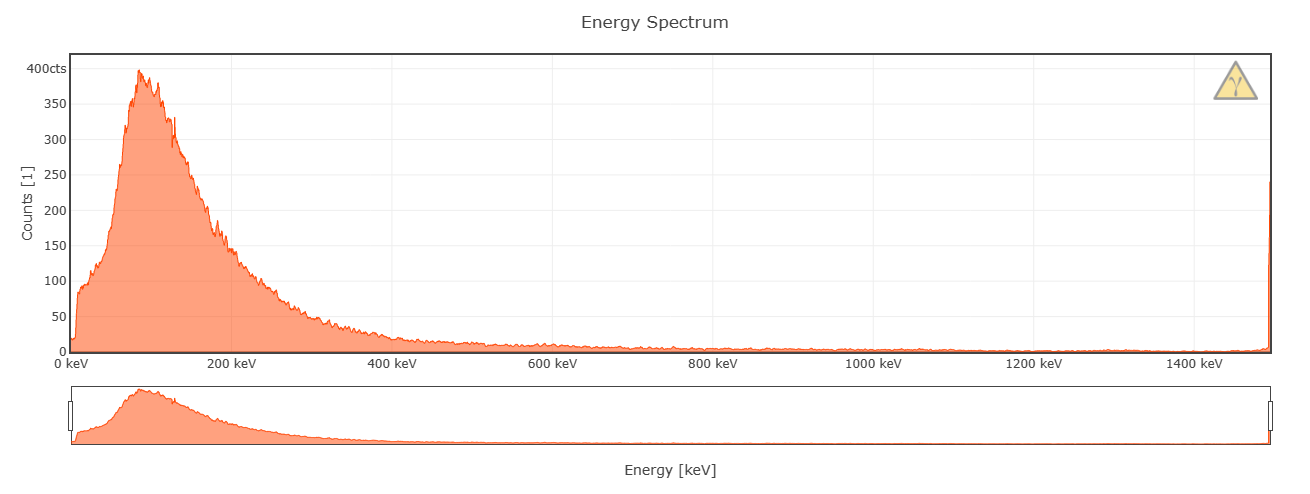 Energy Spectrum
400cts
350
300
250
200
150
100
50
0
Counts [1]
γ
0 keV 200 keV 400 keV 600 keV 800 keV 1000 keV 1200 keV 1400 keV
Energy [keV]